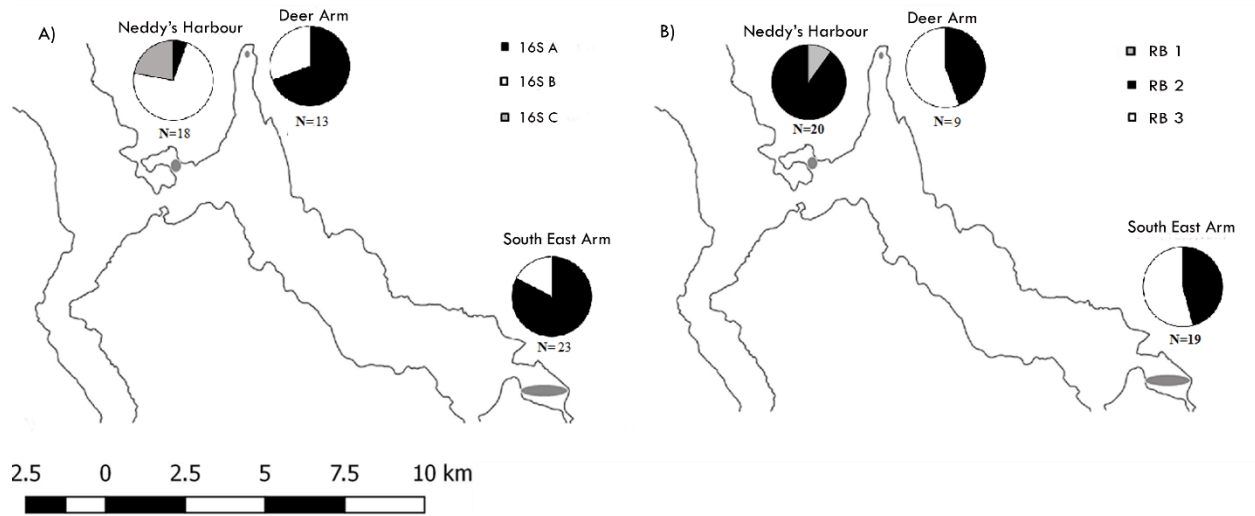 A)
Neddy's Harbour
N=18
Deer Arm
N=13
16S A
16S B
16S C
South East Arm
N=23
B)
Neddy's Harbour
N=20
Deer Arm
N=9
RB 1
RB 2
RB 3
South East Arm
N=19
2.5 0 2.5 5 7.5 10 km